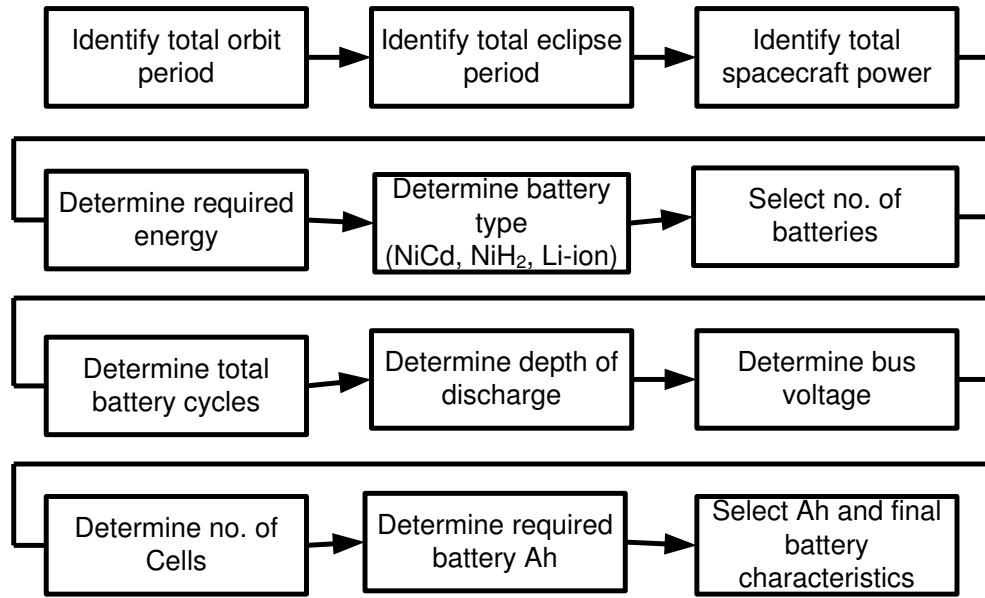 Identify total orbit
period
Identify total eclipse
period
Identify total
spacecraft power
Determine required
energy
Determine battery
type
(NiCd, NiH₂, Li-ion)
Select no. of
batteries
Determine total
battery cycles
Determine depth of
discharge
Determine bus
voltage
Determine no. of
Cells
Determine required
battery Ah
Select Ah and final
battery
characteristics